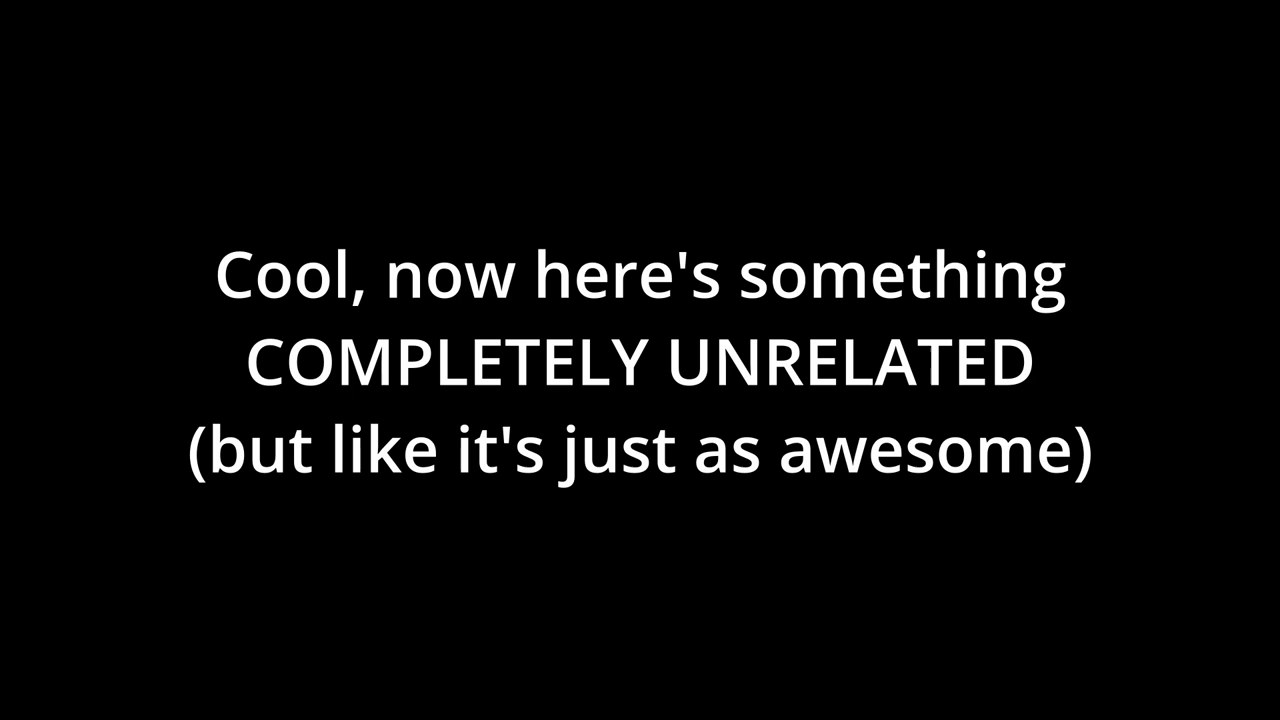 Cool, now here's something
COMPLETELY UNRELATED
(but like it's just as awesome)